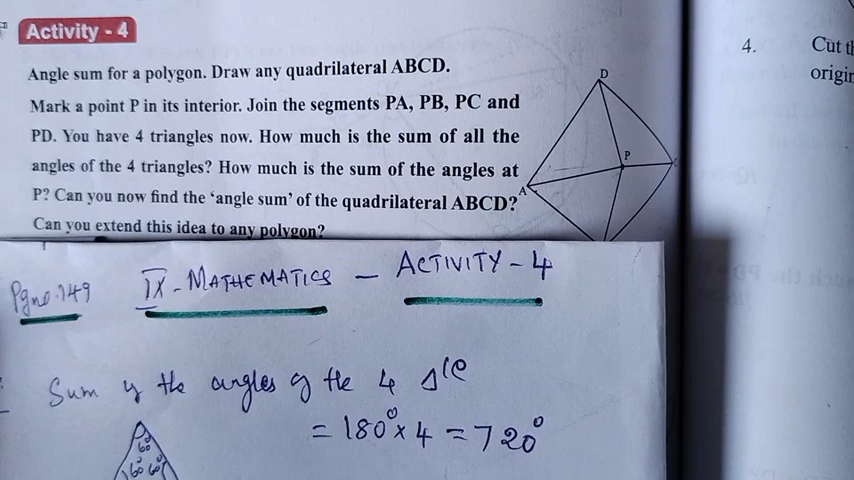 Activity - 4
Angle sum for a polygon. Draw any quadrilateral ABCD.
Mark a point P in its interior. Join the segments PA, PB, PC and
PD. You have 4 triangles now. How much is the sum of all the
angles of the 4 triangles? How much is the sum of the angles at
P? Can you now find the ‘angle sum’ of the quadrilateral ABCD?
Can you extend this idea to any polygon?
D
P
A
4. Cut
origin
Pg no. 149 IX - MATHEMATICS - ACTIVITY - 4
Sum of the angles of the 4 Δle
= 180° × 4 = 720°
60°
60° 60°